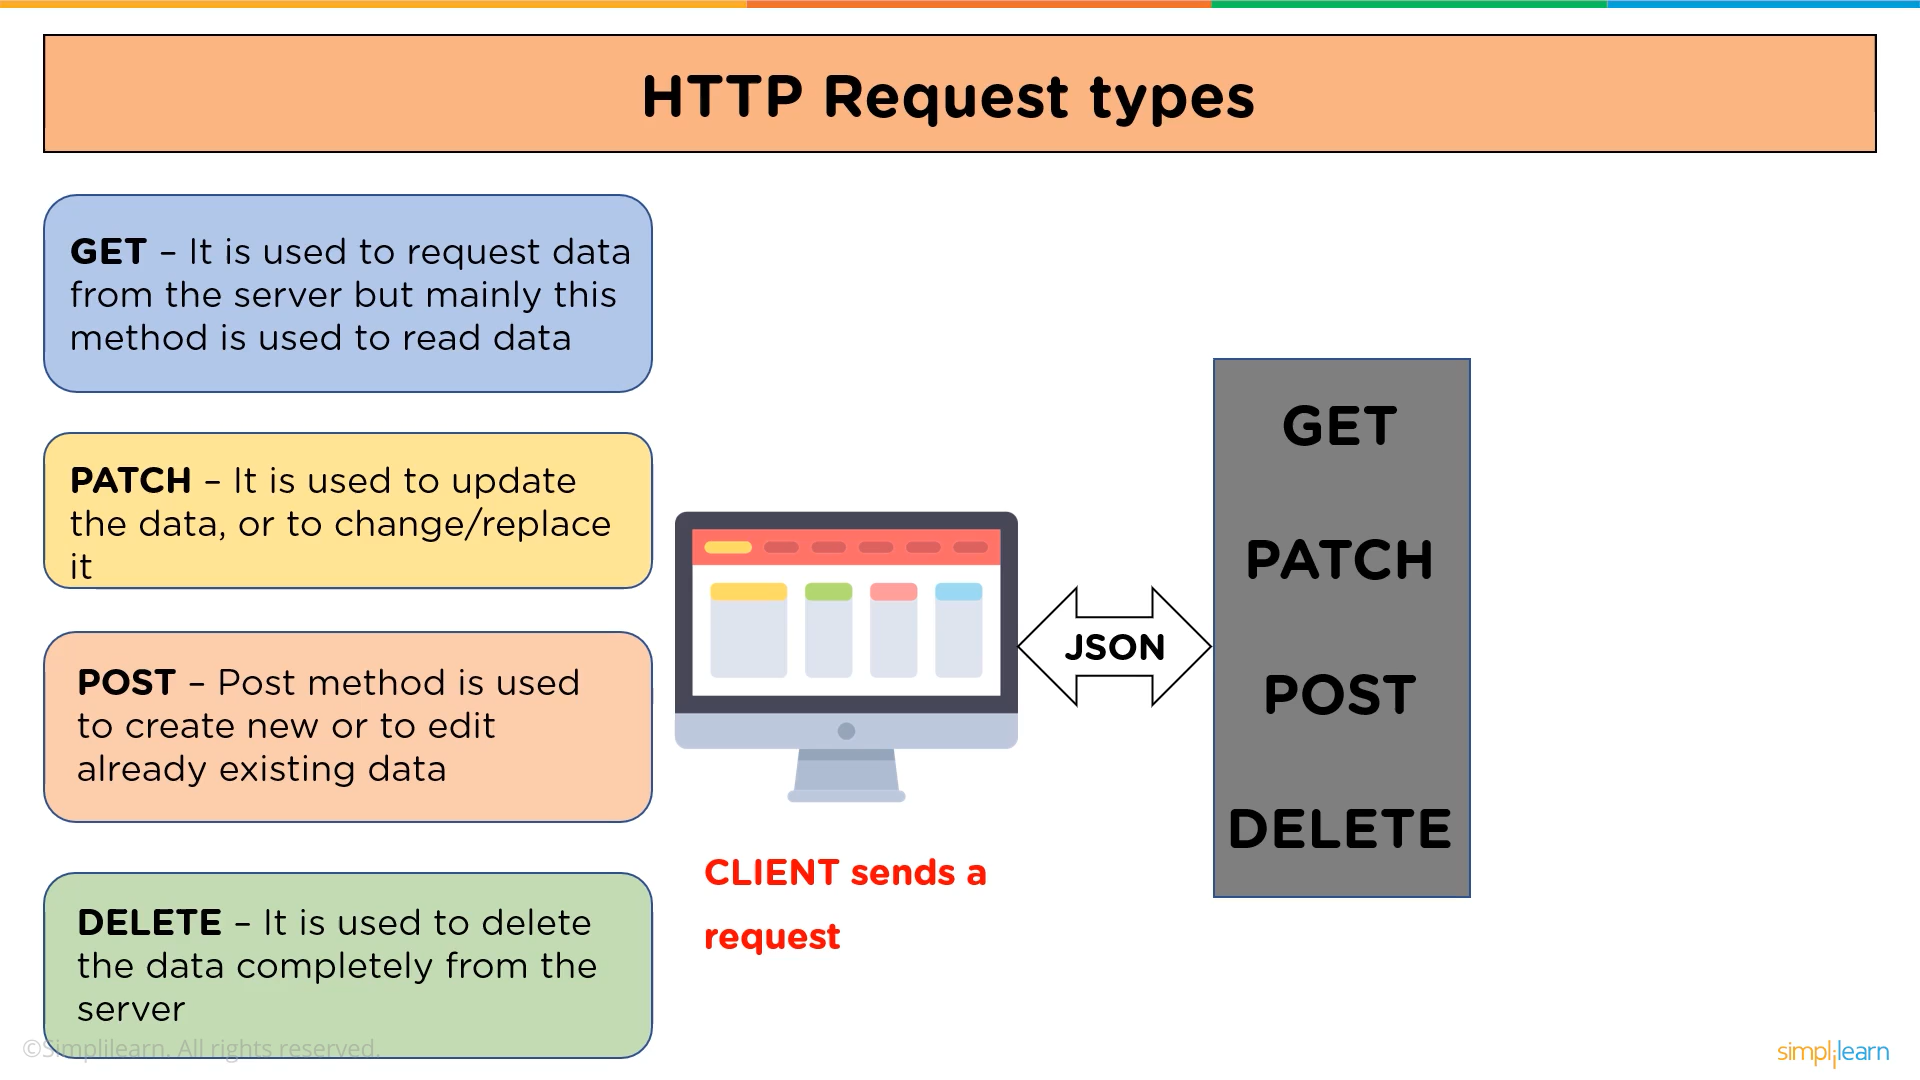 HTTP Request types
GET – It is used to request data
from the server but mainly this
method is used to read data
PATCH – It is used to update
the data, or to change/replace
it
POST – Post method is used
to create new or to edit
already existing data
DELETE – It is used to delete
the data completely from the
server
JSON
CLIENT sends a
request
GET
PATCH
POST
DELETE
©Simplilearn. All rights reserved.
simplilearn